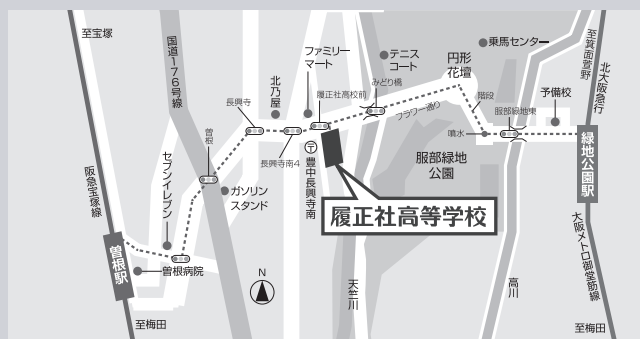 至宝塚
国道176号線
ファミリー
マート
テニス
コート
円形
花壇
乗馬センター
至箕面萱野
北大阪急行
北乃屋
みどり橋
階段
予備校
長興寺
履正社高校前
フラワー通り
服部緑地東
曽根
長興寺南4
〒
豊中長興寺南
噴水
緑地公園駅
セブンイレブン
服部緑地
公園
阪急宝塚線
ガソリン
スタンド
履正社高等学校
大阪メトロ御堂筋線
曽根駅
曽根病院
N
天竺川
高川
至梅田
至梅田